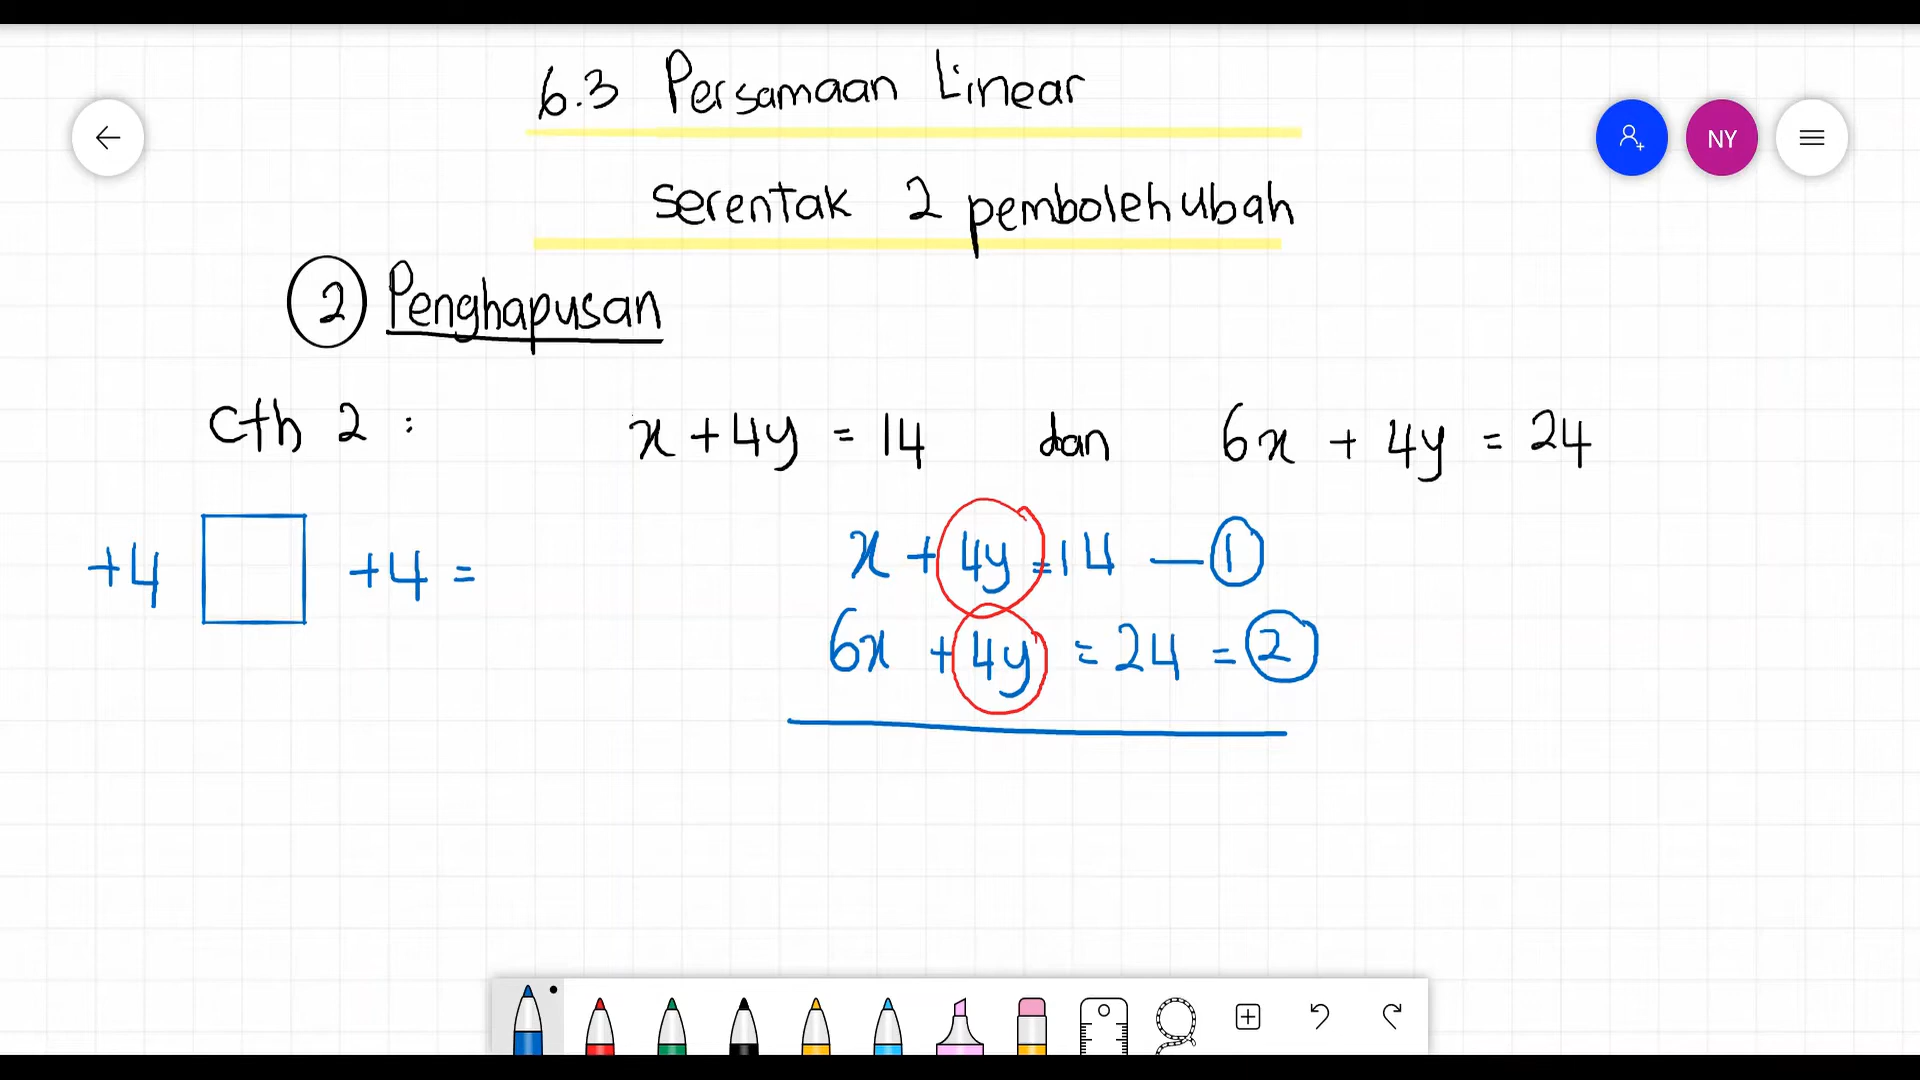 6.3 Persamaan Linear
serentak 2 pembolehubah
NY
2 Penghapusan
Cth 2 : x + 4y = 14 dan 6x + 4y = 24
+4 +4 =
x + 4y = 14 — 1
6x + 4y = 24 = 2